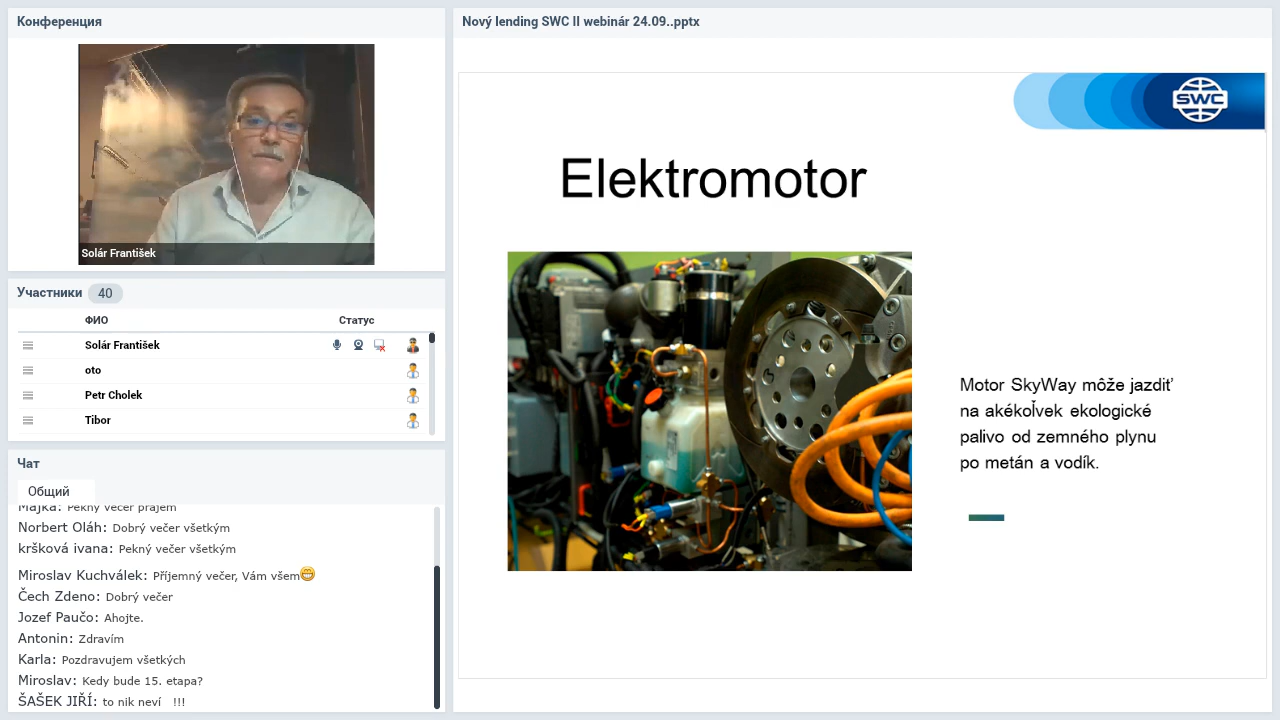 Конференция
Solár František
Участники 40
ФИО Статус
Solár František
oto
Petr Cholek
Tibor
Чат
Общий
Majka: Pekný večer prajem
Norbert Oláh: Dobrý večer všetkým
kršková ivana: Pekný večer všetkým
Miroslav Kuchválek: Příjemný večer, Vám všem
Čech Zdeno: Dobrý večer
Jozef Paučo: Ahojte.
Antonin: Zdravím
Karla: Pozdravujem všetkých
Miroslav: Kedy bude 15. etapa?
ŠAŠEK JIŘÍ: to nik neví !!!
Nový lending SWC II webinár 24.09..pptx
SWC
Elektromotor
Motor SkyWay môže jazdiť
na akékoľvek ekologické
palivo od zemného plynu
po metán a vodík.